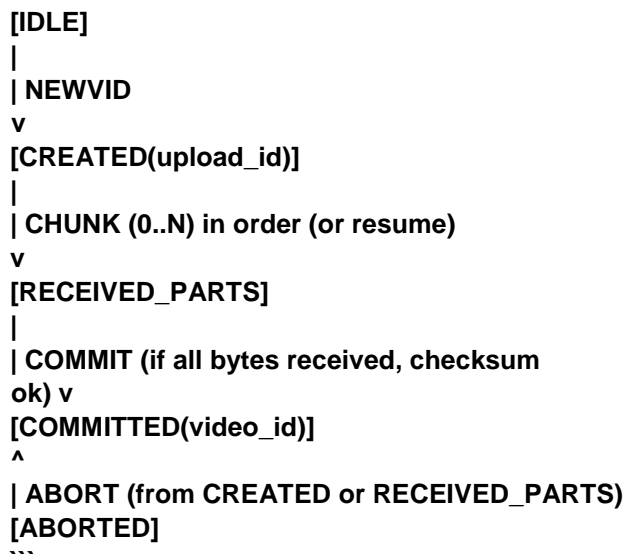 [IDLE]
|
| NEWVID
v
[CREATED(upload_id)]
|
| CHUNK (0..N) in order (or resume)
v
[RECEIVED_PARTS]
|
| COMMIT (if all bytes received, checksum
ok) v
[COMMITTED(video_id)]
^
| ABORT (from CREATED or RECEIVED_PARTS)
[ABORTED]
```